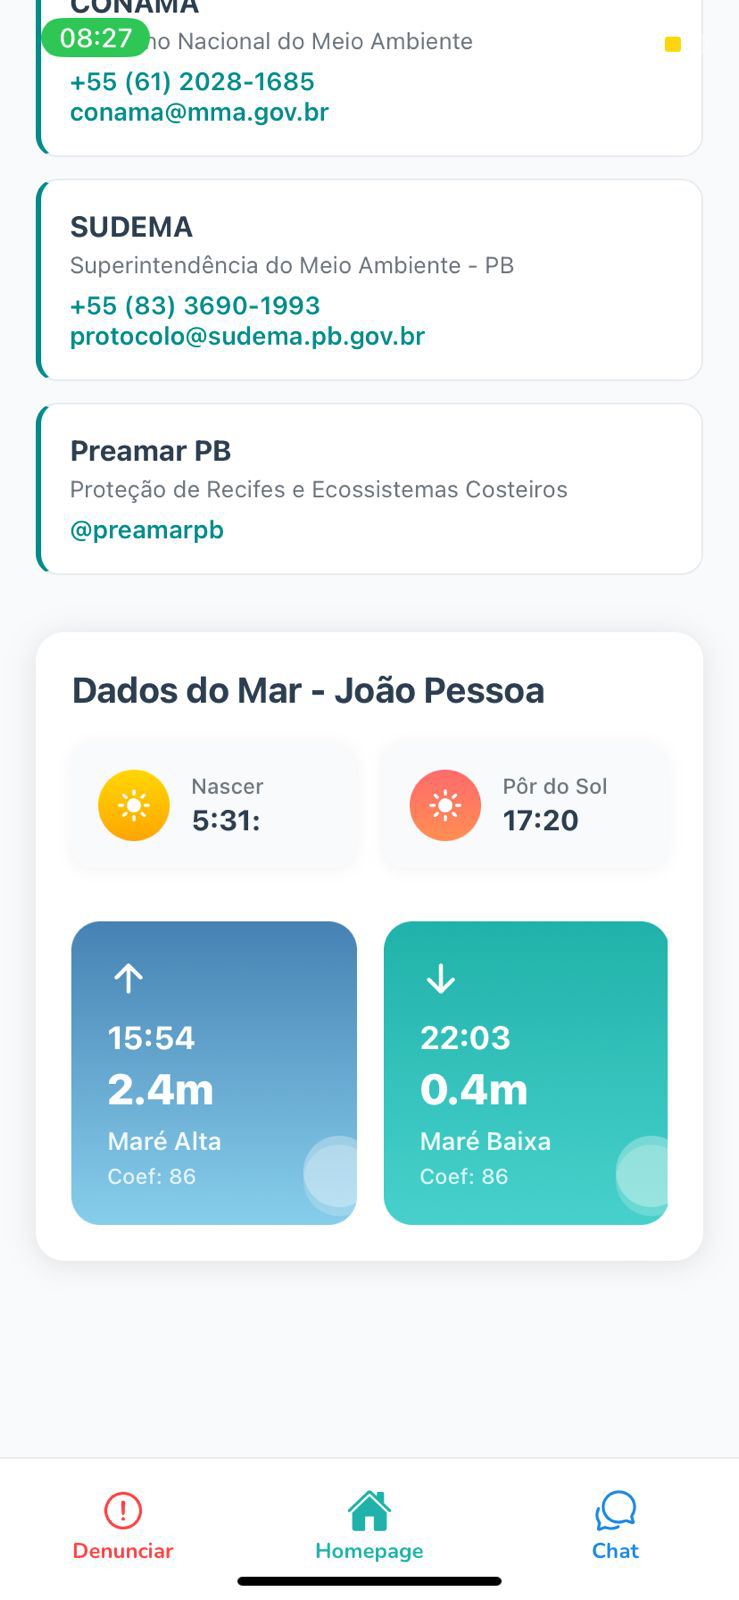 CONAMA
08:27
no Nacional do Meio Ambiente
+55 (61) 2028-1685
conama@mma.gov.br
SUDEMA
Superintendência do Meio Ambiente - PB
+55 (83) 3690-1993
protocolo@sudema.pb.gov.br
Preamar PB
Proteção de Recifes e Ecossistemas Costeiros
@preamarpb
Dados do Mar - João Pessoa
Nascer
5:31:
Pôr do Sol
17:20
15:54
2.4m
Maré Alta
Coef: 86
22:03
0.4m
Maré Baixa
Coef: 86
Denunciar
Homepage
Chat